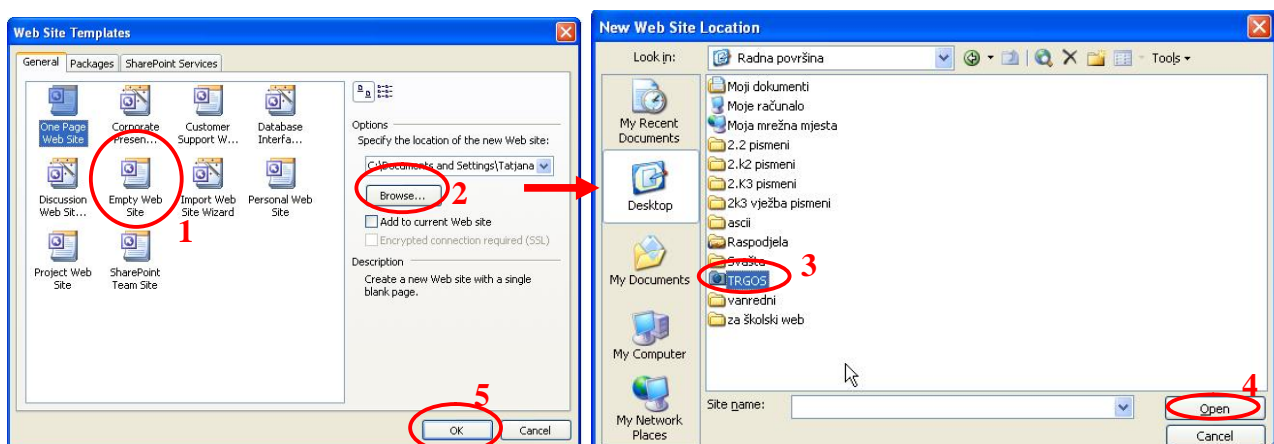 Web Site Templates
General Packages SharePoint Services
One Page Web Site
Corporate Presen...
Customer Support W...
Database Interfa...
Discussion Web Sit...
Empty Web Site
Import Web Site Wizard
Personal Web Site
Project Web Site
SharePoint Team Site
1
Options
Specify the location of the new Web site:
C:\Documents and Settings\Tatjana
Browse...
2
Add to current Web site
Encrypted connection required (SSL)
Description
Create a new Web site with a single
blank page.
5
OK
Cancel
New Web Site Location
Look in:
Radna površina
Tools
My Recent
Documents
Desktop
My Documents
My Computer
My Network
Places
Moji dokumenti
Moje računalo
Moja mrežna mjesta
2.2 pismeni
2.k2 pismeni
2.K3 pismeni
2k3 vježba pismeni
ascii
Raspodjela
Svašta
TRGOS
3
vanredni
za školski web
Site name:
4
Open
Cancel